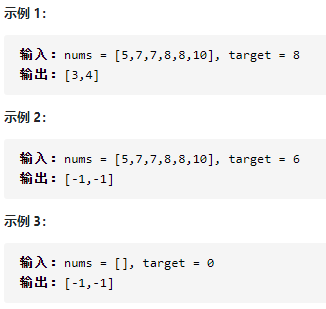 示例 1：
输入：nums = [5,7,7,8,8,10], target = 8
输出：[3,4]
示例 2：
输入：nums = [5,7,7,8,8,10], target = 6
输出：[-1,-1]
示例 3：
输入：nums = [], target = 0
输出：[-1,-1]